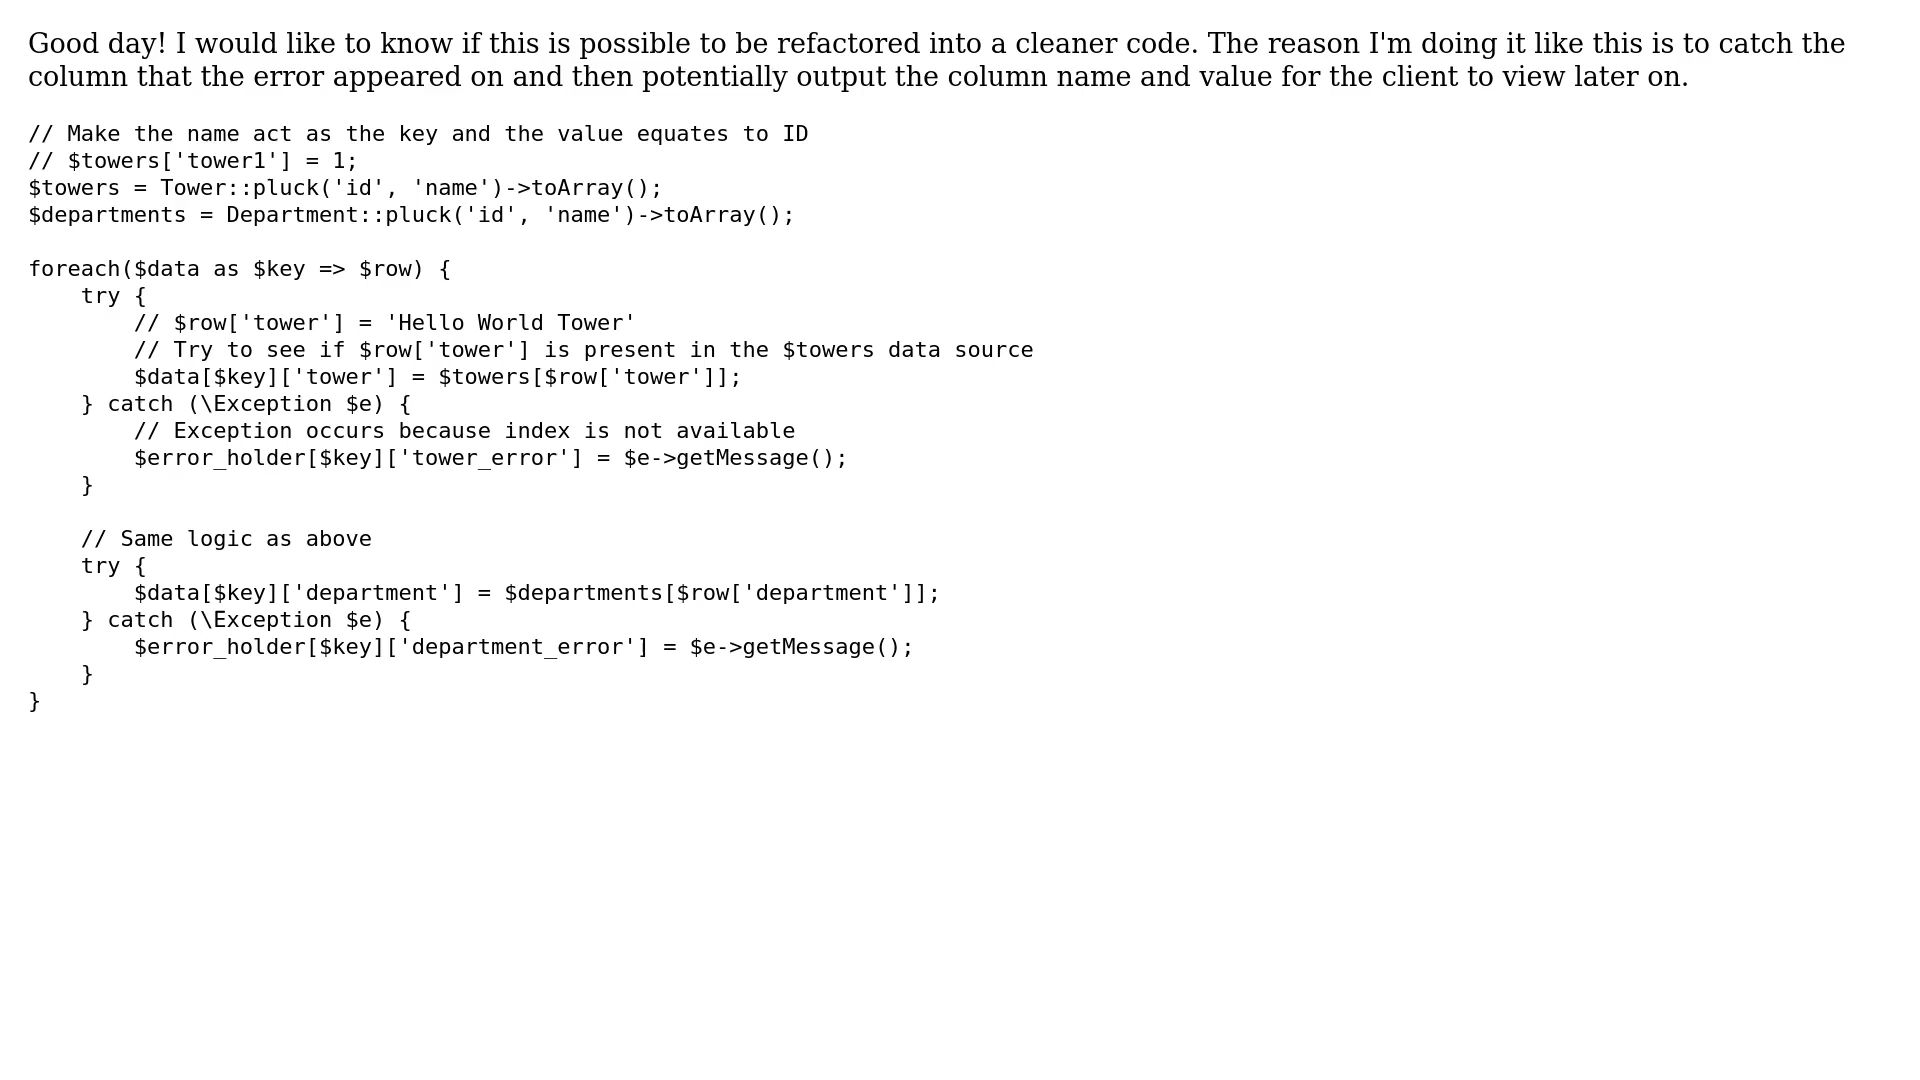 Good day! I would like to know if this is possible to be refactored into a cleaner code. The reason I'm doing it like this is to catch the
column that the error appeared on and then potentially output the column name and value for the client to view later on.

// Make the name act as the key and the value equates to ID
// $towers['tower1'] = 1;
$towers = Tower::pluck('id', 'name')->toArray();
$departments = Department::pluck('id', 'name')->toArray();

foreach($data as $key => $row) {
    try {
        // $row['tower'] = 'Hello World Tower'
        // Try to see if $row['tower'] is present in the $towers data source
        $data[$key]['tower'] = $towers[$row['tower']];
    } catch (\Exception $e) {
        // Exception occurs because index is not available
        $error_holder[$key]['tower_error'] = $e->getMessage();
    }

    // Same logic as above
    try {
        $data[$key]['department'] = $departments[$row['department']];
    } catch (\Exception $e) {
        $error_holder[$key]['department_error'] = $e->getMessage();
    }
}